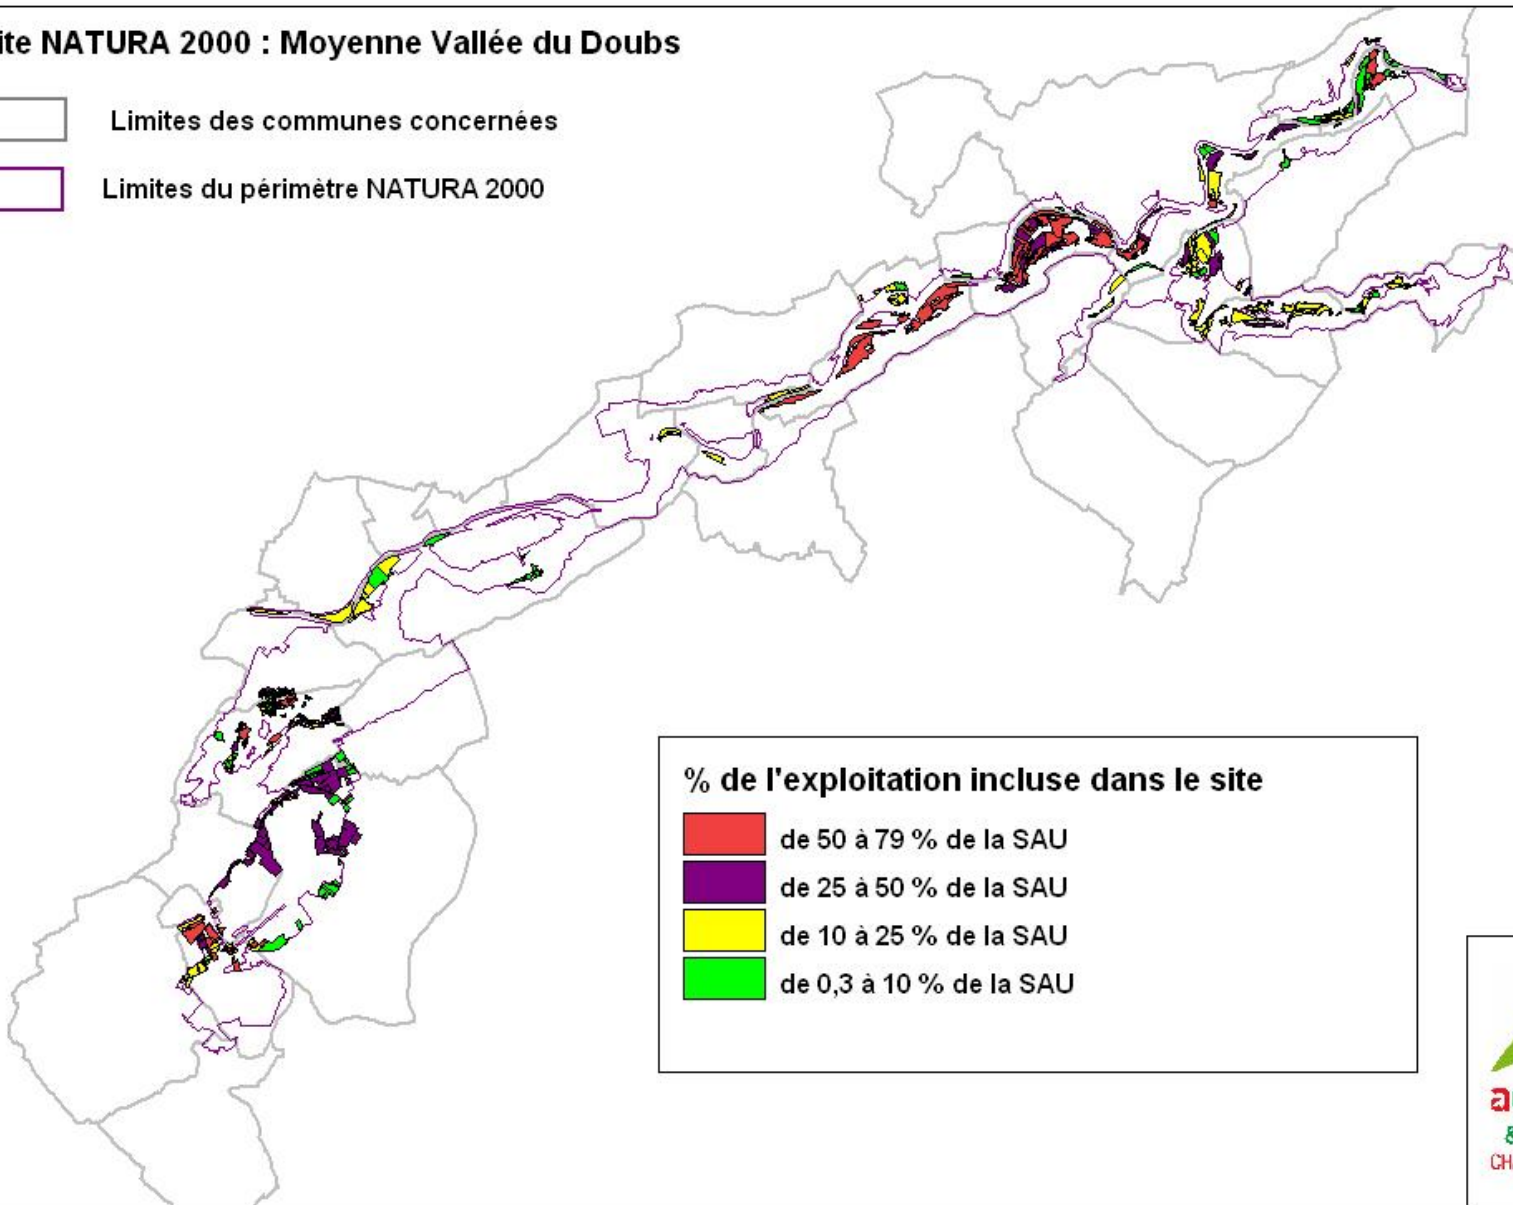 ite NATURA 2000 : Moyenne Vallée du Doubs
Limites des communes concernées
Limites du périmètre NATURA 2000
% de l'exploitation incluse dans le site
de 50 à 79 % de la SAU
de 25 à 50 % de la SAU
de 10 à 25 % de la SAU
de 0,3 à 10 % de la SAU
a
CH